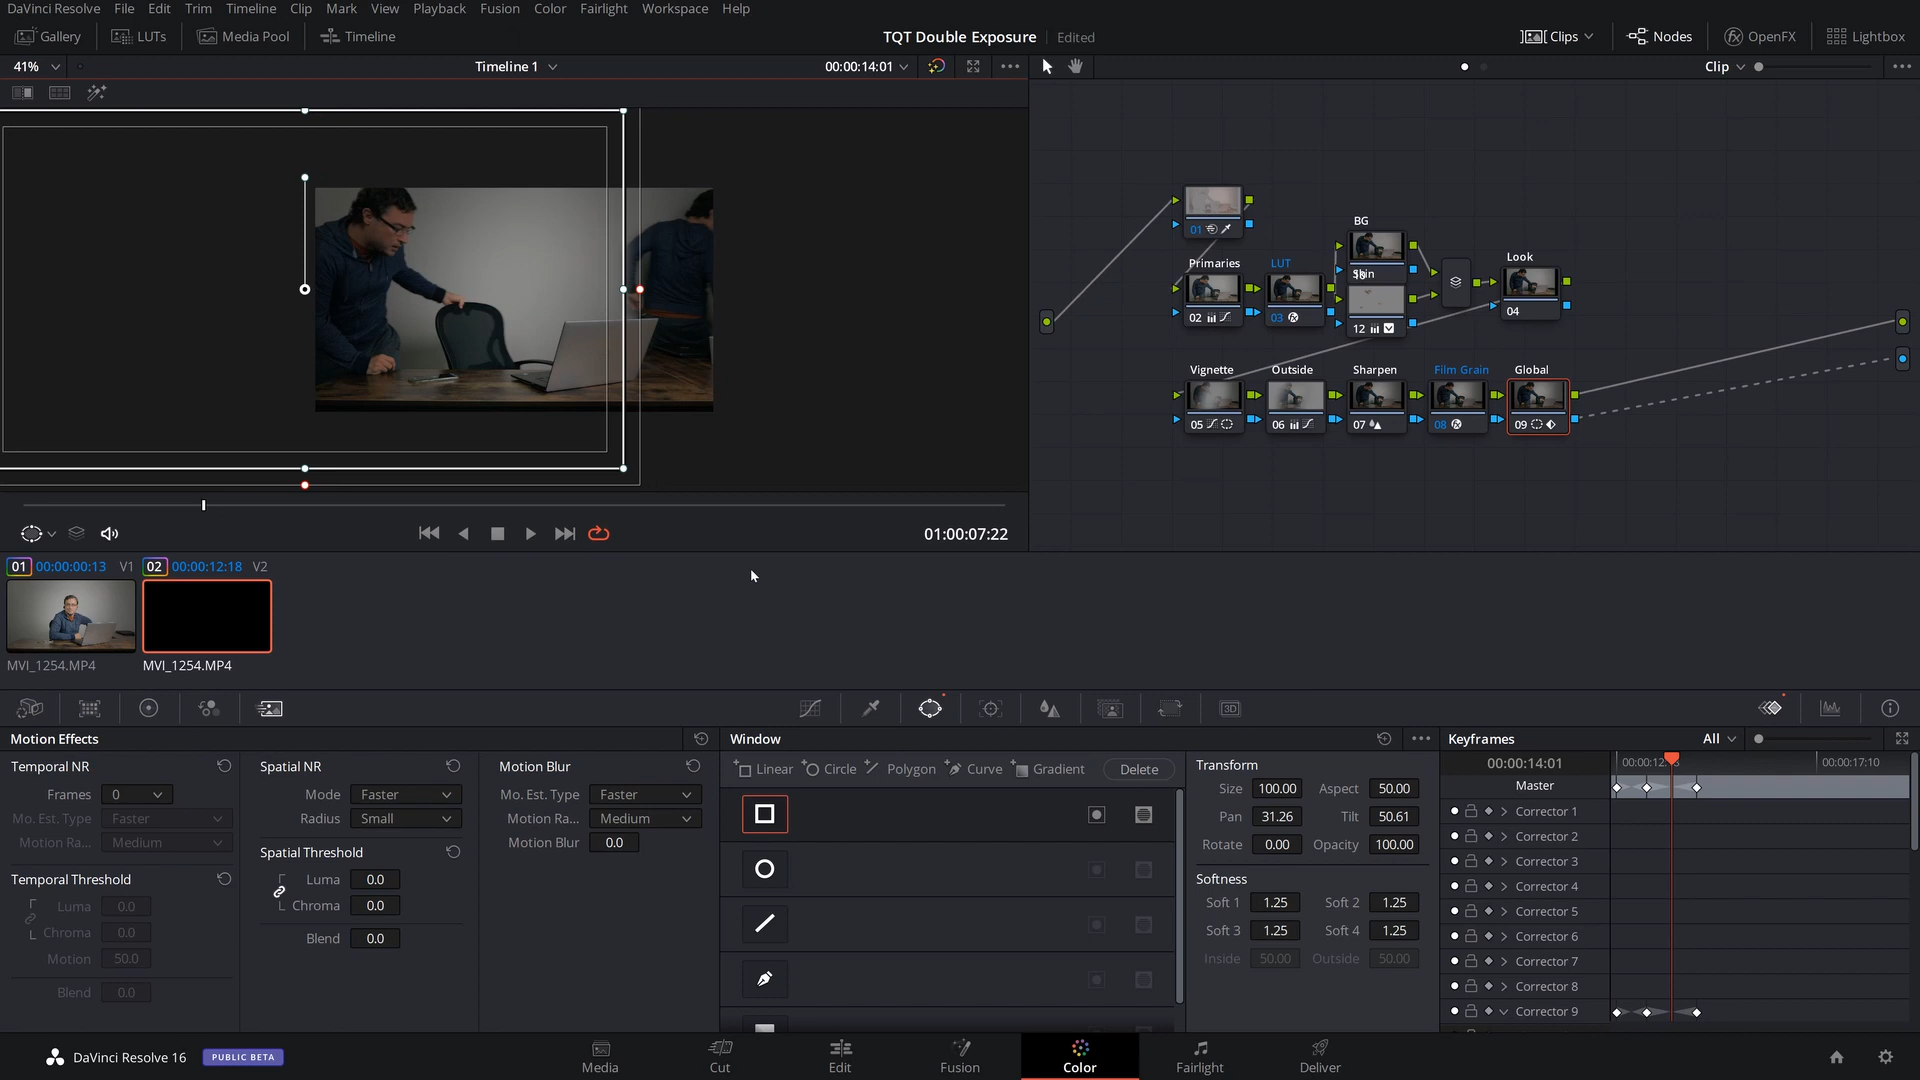 DaVinci Resolve File Edit Trim Timeline Clip Mark View Playback Fusion Color Fairlight Workspace Help
Gallery LUTs Media Pool Timeline TQT Double Exposure Edited Clips Nodes OpenFX Lightbox
41% Timeline 1 00:00:14:01 Clip
01
BG
Primaries LUT Skin Look
02 03 12 04
Vignette Outside Sharpen Film Grain Global
05 06 07 08 09
01:00:07:22
01 00:00:00:13 V1 02 00:00:12:18 V2
MVI_1254.MP4 MVI_1254.MP4
3D
Motion Effects Window Keyframes All
Temporal NR Spatial NR Motion Blur
Frames 0 Mode Faster Mo. Est. Type Faster
Mo. Est. Type Faster Radius Small Motion Ra... Medium
Motion Ra... Medium Spatial Threshold Motion Blur 0.0
Temporal Threshold Luma 0.0
Luma 0.0 Chroma 0.0
Chroma 0.0 Blend 0.0
Motion 50.0
Blend 0.0
Linear Circle Polygon Curve Gradient Delete
Transform
Size 100.00 Aspect 50.00
Pan 31.26 Tilt 50.61
Rotate 0.00 Opacity 100.00
Softness
Soft 1 1.25 Soft 2 1.25
Soft 3 1.25 Soft 4 1.25
Inside 50.00 Outside 50.00
00:00:14:01 00:00:17:10
Master
Corrector 1
Corrector 2
Corrector 3
Corrector 4
Corrector 5
Corrector 6
Corrector 7
Corrector 8
Corrector 9
DaVinci Resolve 16 PUBLIC BETA Media Cut Edit Fusion Color Fairlight Deliver